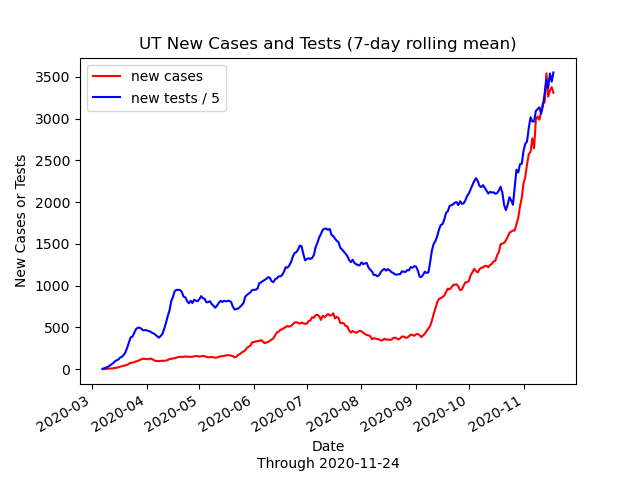 UT New Cases and Tests (7-day rolling mean)
new cases
new tests / 5
New Cases or Tests
3500
3000
2500
2000
1500
1000
500
0
2020-03
2020-04
2020-05
2020-06
2020-07
2020-08
2020-09
2020-10
2020-11
Date
Through 2020-11-24